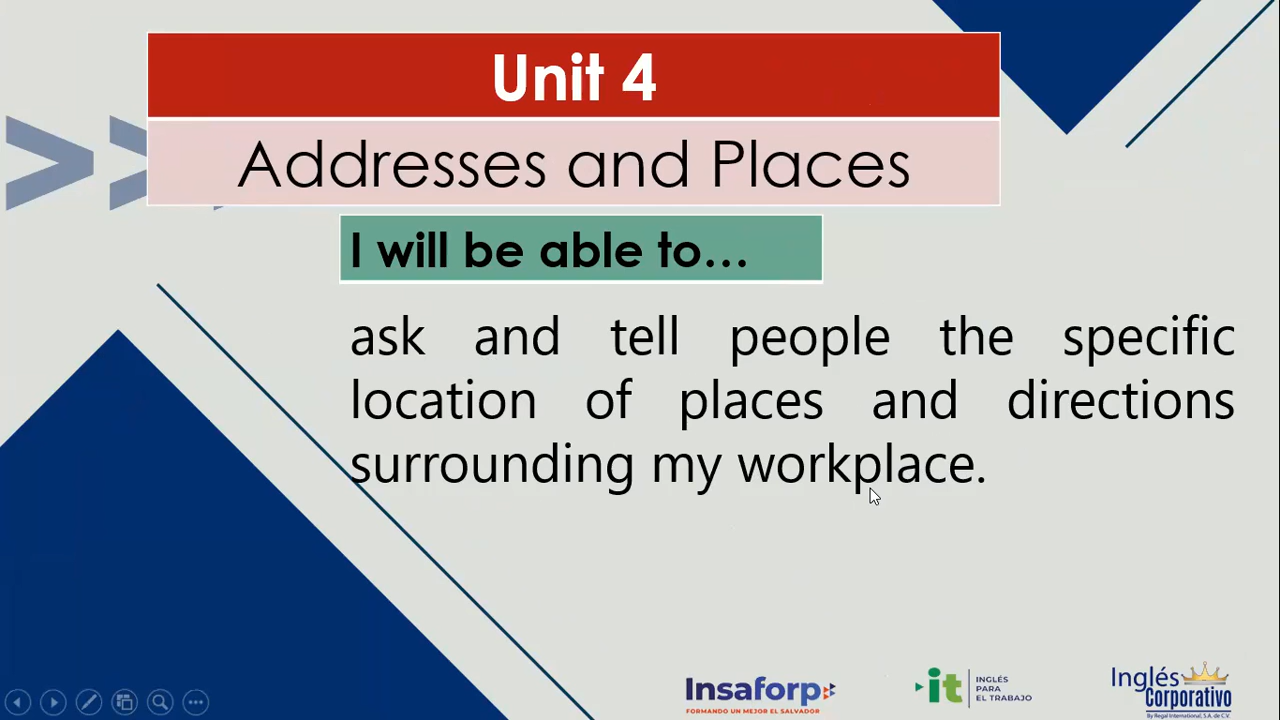 Unit 4
Addresses and Places
I will be able to...
ask and tell people the specific
location of places and directions
surrounding my workplace.
Insaforp
FORMANDO UN MEJOR EL SALVADOR
it
INGLÉS
PARA
EL TRABAJO
Inglés
Corporativo
By Regal International, S.A. de C.V.